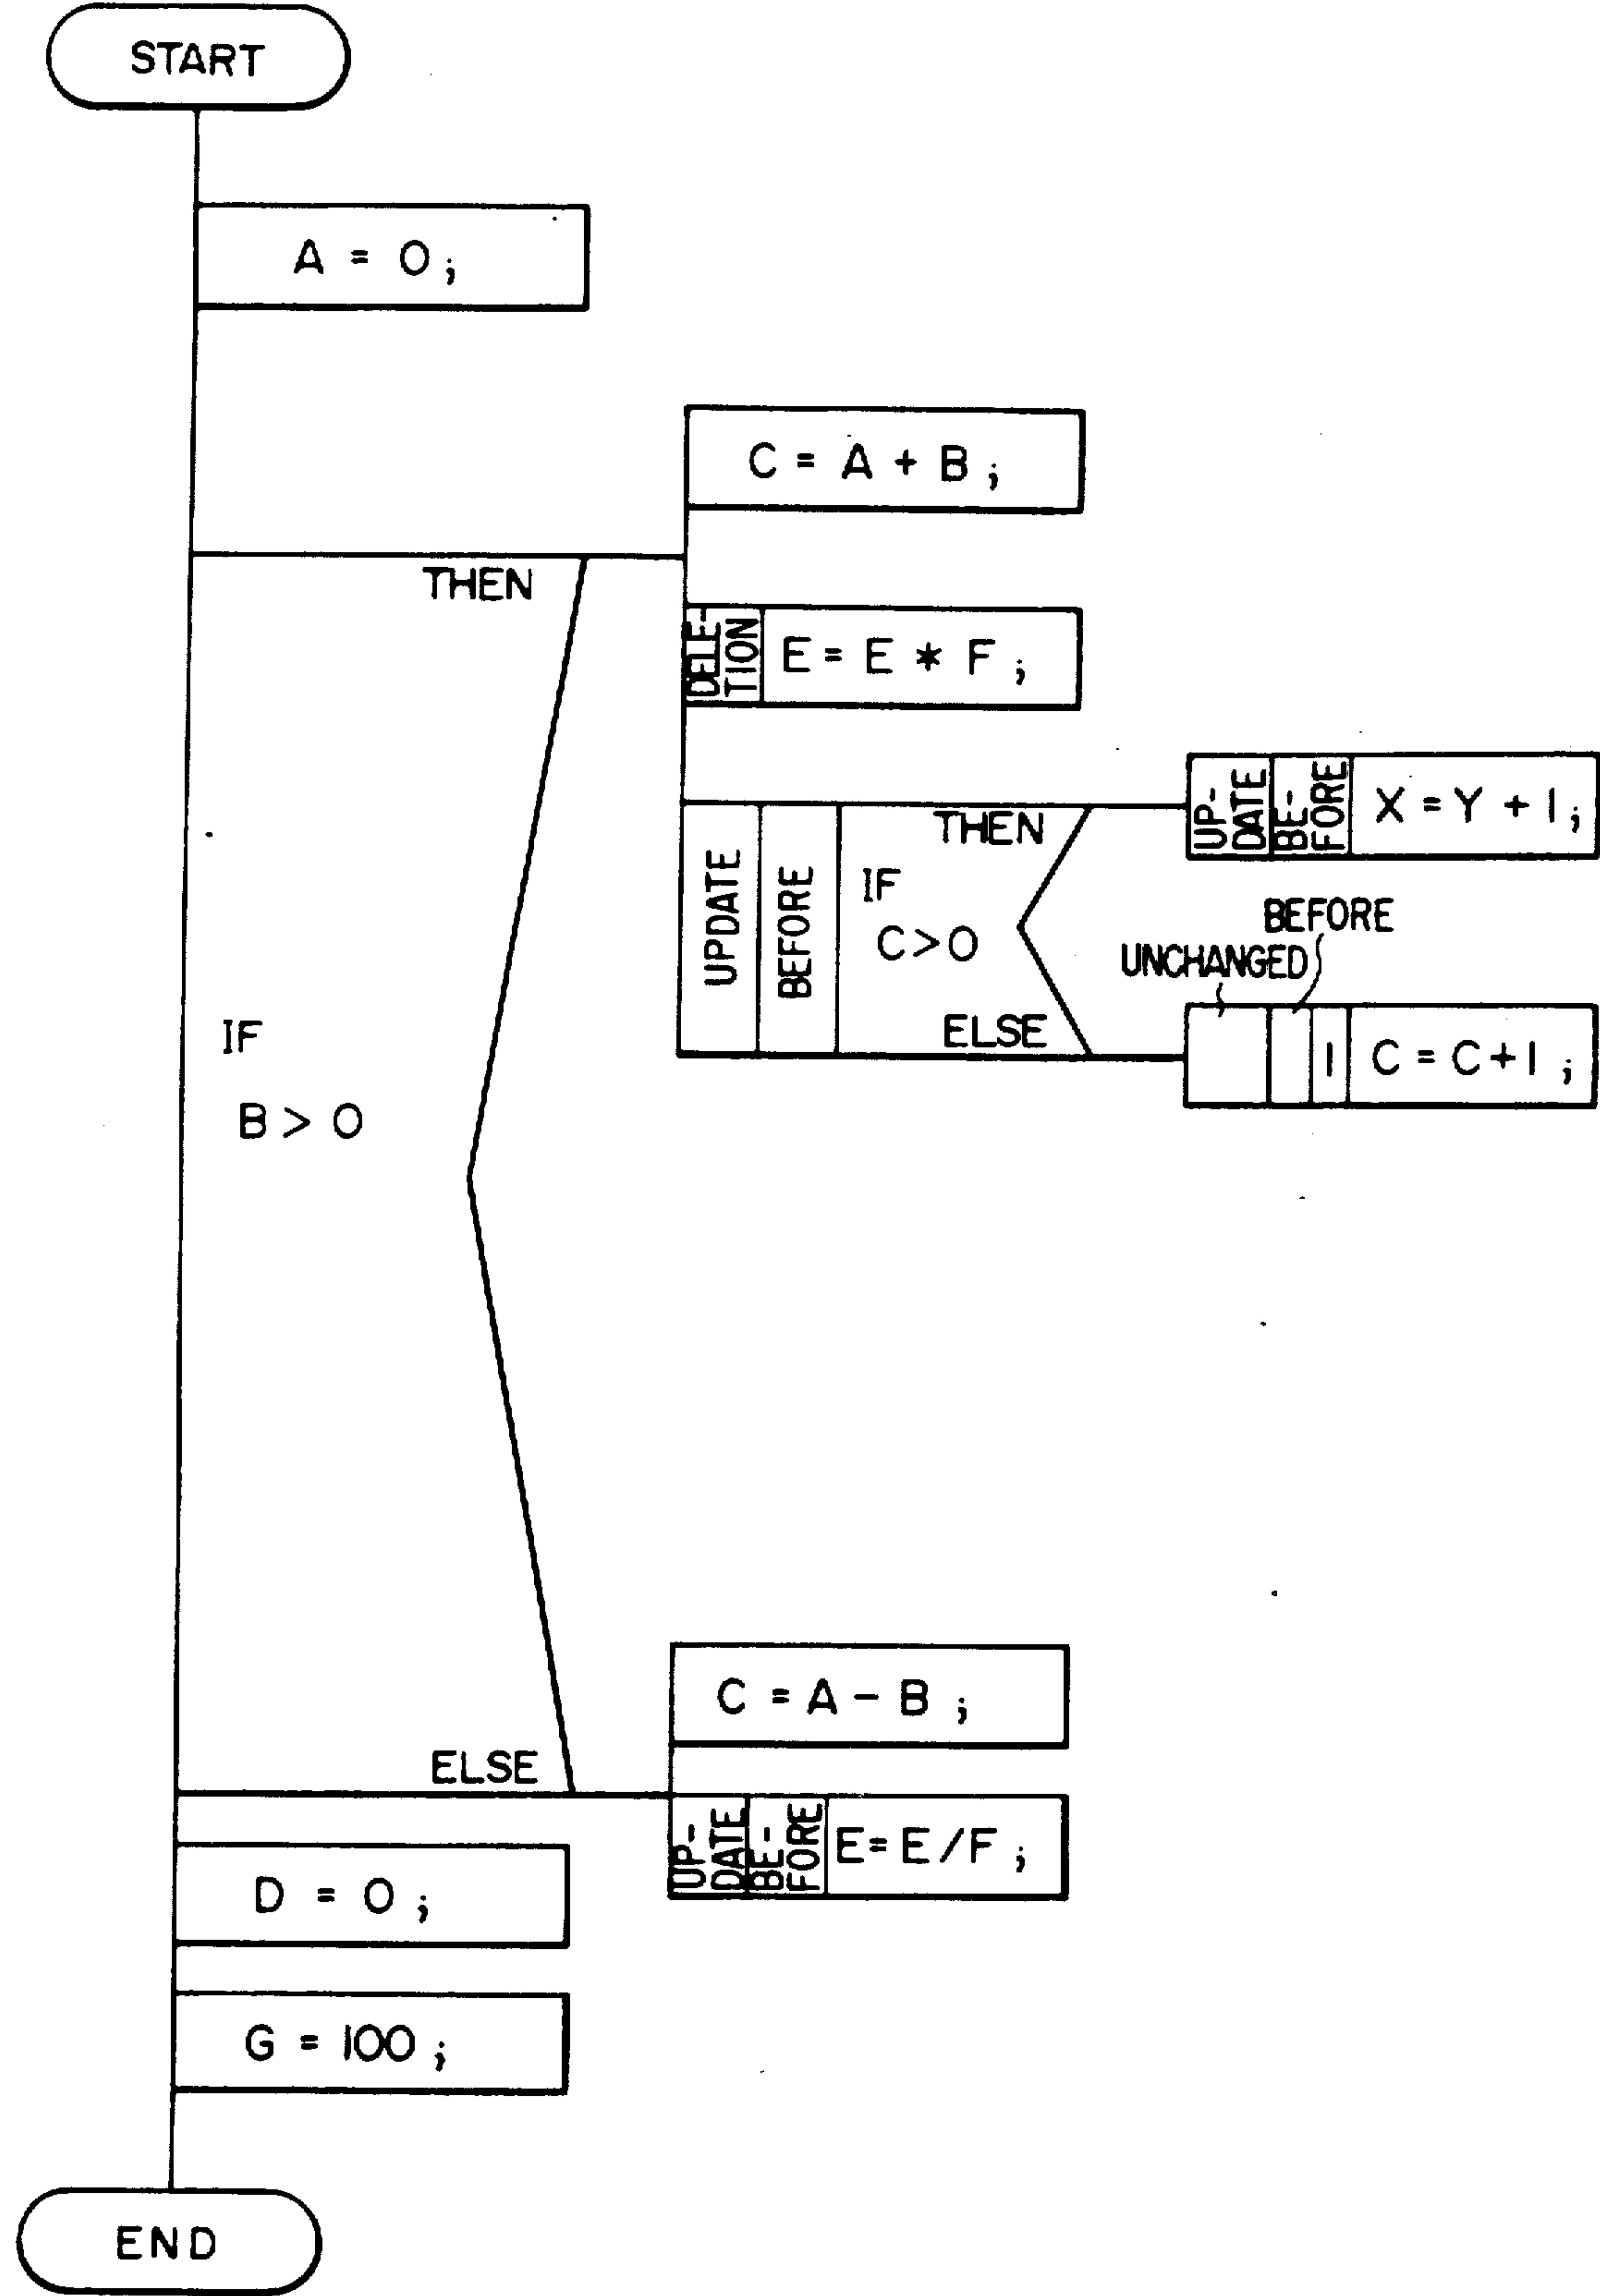 START
A = 0;
C = A + B;
THEN
DELE-
TION
E = E * F;
UP-
DATE
BE-
FORE
X = Y + 1;
THEN
UPDATE
BEFORE
IF
C > 0
BEFORE
UNCHANGED
ELSE
1
C = C + 1;
IF
B > 0
C = A - B;
ELSE
UP-
DATE
BE-
FORE
E = E / F;
D = 0;
G = 100;
END